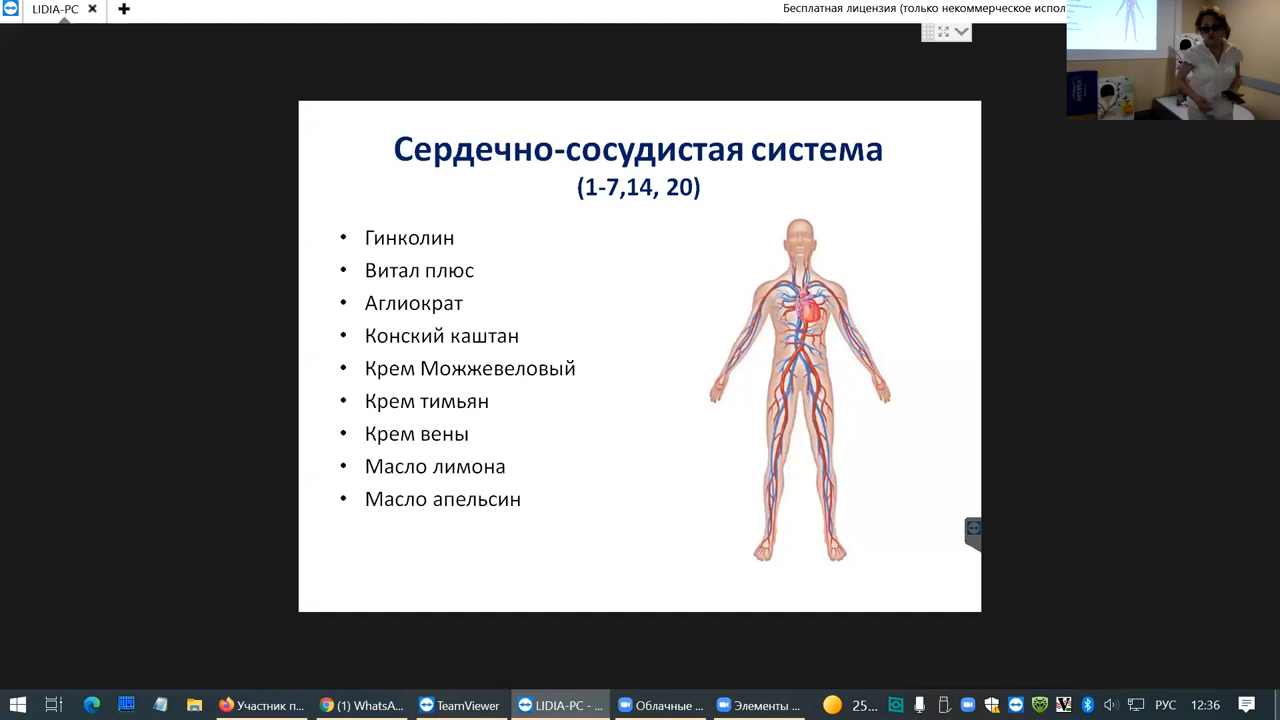 LIDIA-PC
Бесплатная лицензия (только некоммерческое испол
Сердечно-сосудистая система
(1-7,14, 20)
• Гинколин
• Витал плюс
• Аглиократ
• Конский каштан
• Крем Можжевеловый
• Крем тимьян
• Крем вены
• Масло лимона
• Масло апельсин
Участник п...
(1) WhatsA...
TeamViewer
LIDIA-PC - ...
Облачные ...
Элементы ...
25...
РУС
12:36